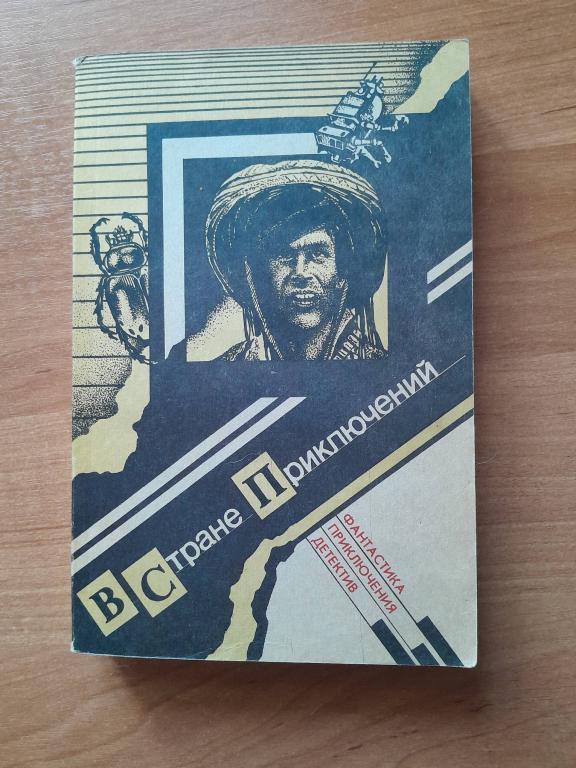 В Стране Приключений
ФАНТАСТИКА
ПРИКЛЮЧЕНИЯ
ДЕТЕКТИВ